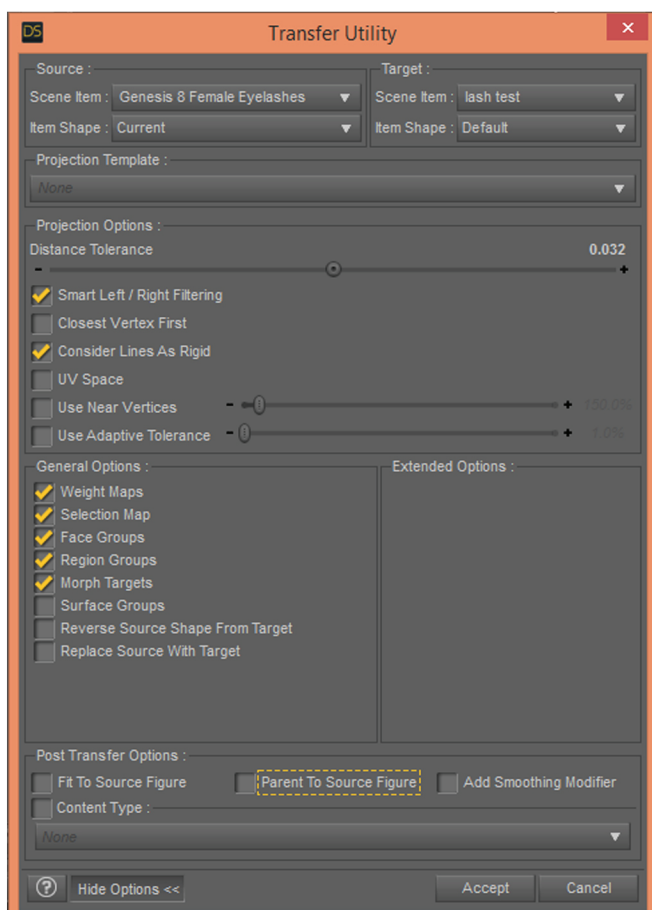 DS Transfer Utility ×
Source : Target :
Scene Item : Genesis 8 Female Eyelashes Scene Item : lash test
Item Shape : Current Item Shape : Default
Projection Template :
None
Projection Options :
Distance Tolerance 0.032
- +
Smart Left / Right Filtering
Closest Vertex First
Consider Lines As Rigid
UV Space
Use Near Vertices - + 150.0%
Use Adaptive Tolerance - + 1.0%
General Options : Extended Options :
Weight Maps
Selection Map
Face Groups
Region Groups
Morph Targets
Surface Groups
Reverse Source Shape From Target
Replace Source With Target
Post Transfer Options :
Fit To Source Figure Parent To Source Figure Add Smoothing Modifier
Content Type :
None
? Hide Options << Accept Cancel